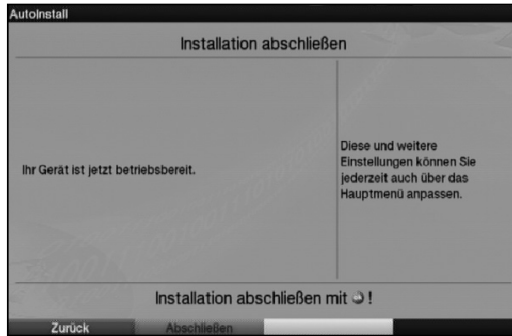 AutoInstall
Installation abschließen
Ihr Gerät ist jetzt betriebsbereit.
Diese und weitere
Einstellungen können Sie
jederzeit auch über das
Hauptmenü anpassen.
Installation abschließen mit !
Zurück
Abschließen